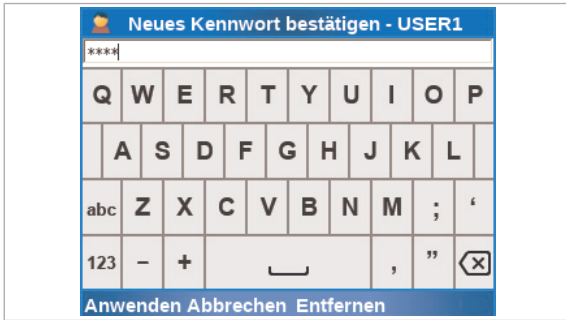 Neues Kennwort bestätigen - USER1
****
Q W E R T Y U I O P
A S D F G H J K L
abc Z X C V B N M ; ‘
123 - + , ”
Anwenden Abbrechen Entfernen